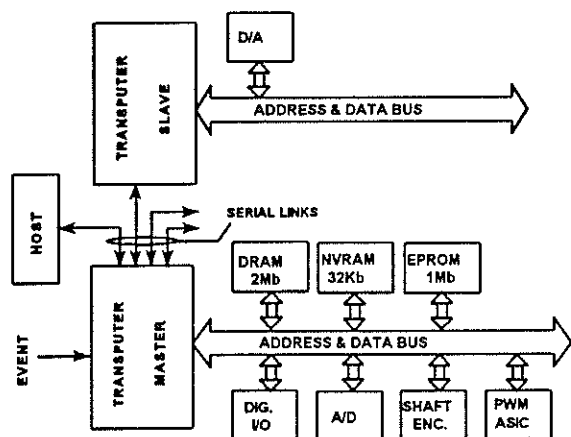 D/A
TRANSPUTER
SLAVE
ADDRESS & DATA BUS
HOST
SERIAL LINKS
DRAM
2Mb
NVRAM
32Kb
EPROM
1Mb
EVENT
TRANSPUTER
MASTER
ADDRESS & DATA BUS
DIG.
I/O
A/D
SHAFT
ENC.
PWM
ASIC